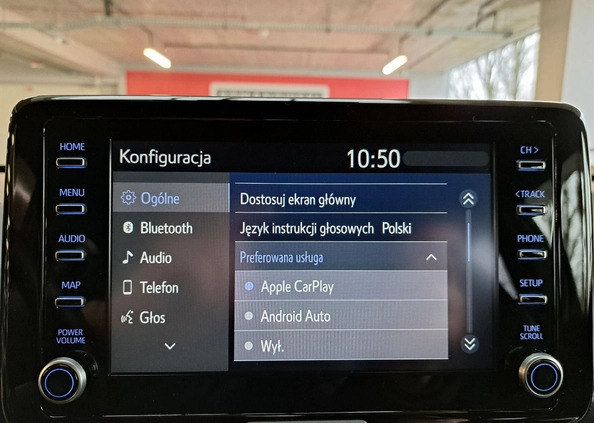 Konfiguracja 10:50
HOME
MENU
AUDIO
MAP
POWER
VOLUME
Ogólne
Bluetooth
Audio
Telefon
Głos
Dostosuj ekran główny
Język instrukcji głosowych Polski
Preferowana usługa
Apple CarPlay
Android Auto
Wył.
CH >
< TRACK
PHONE
SETUP
TUNE
SCROLL